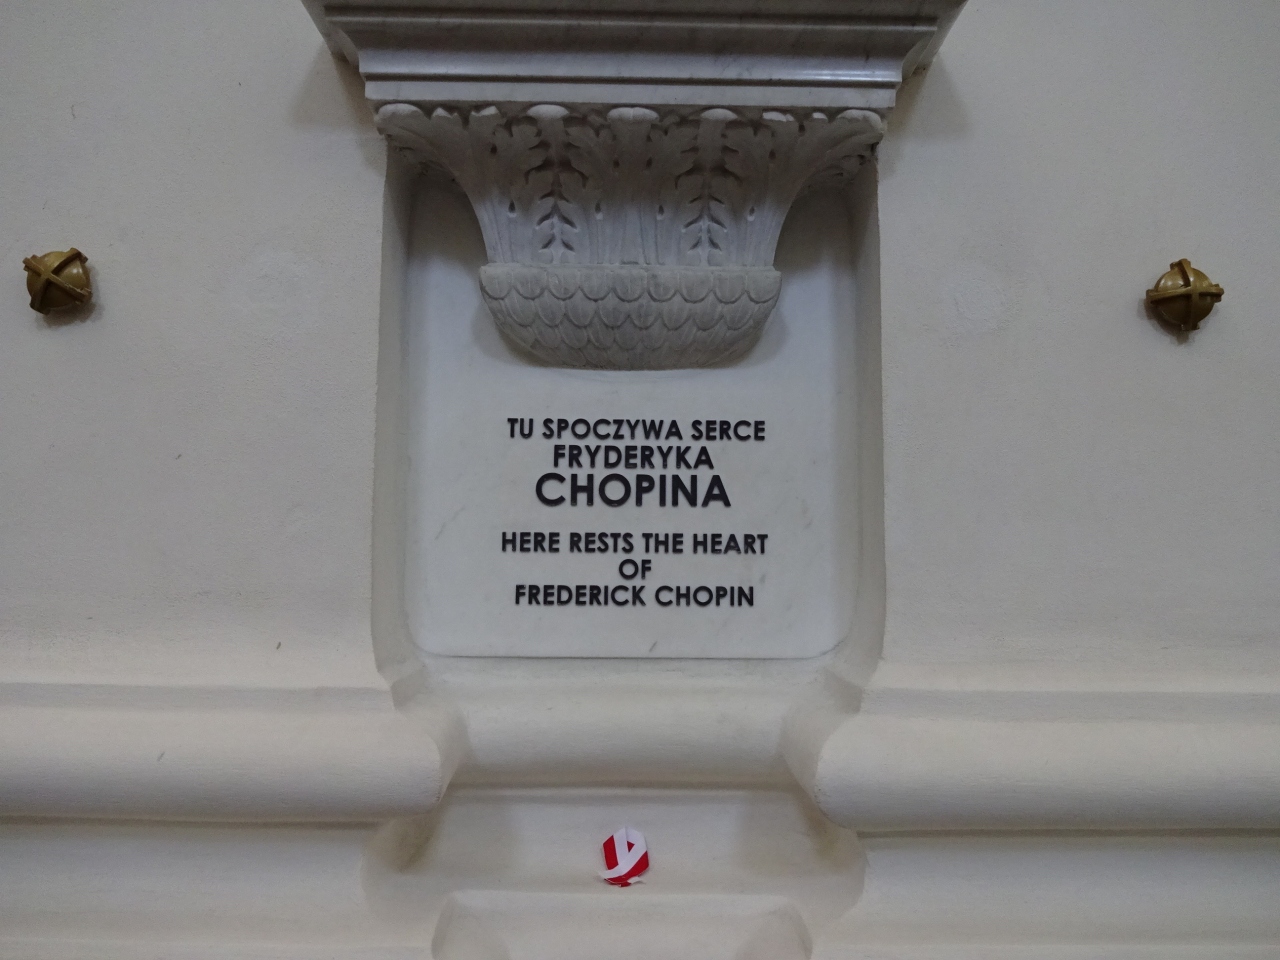 TU SPOCZYWA SERCE
FRYDERYKA
CHOPINA
HERE RESTS THE HEART
OF
FREDERICK CHOPIN